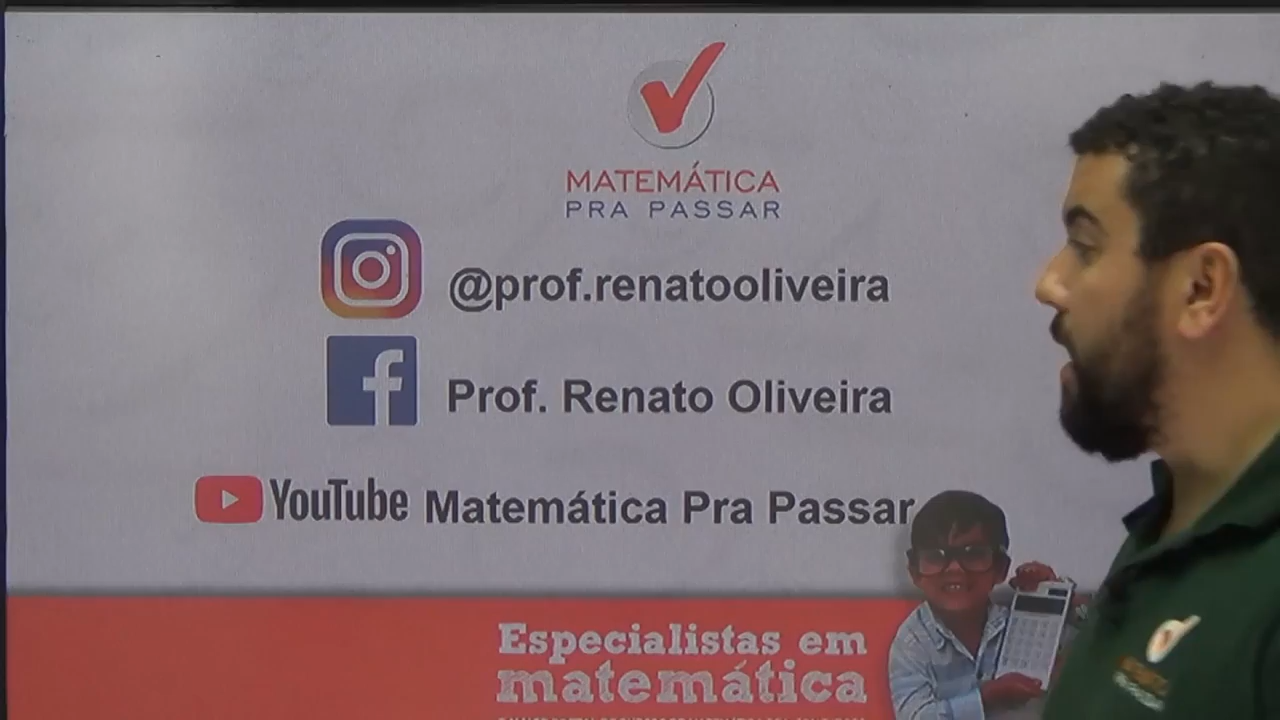 MATEMÁTICA
PRA PASSAR
@prof.renatooliveira
Prof. Renato Oliveira
YouTube Matemática Pra Passar
Especialistas em
matemática